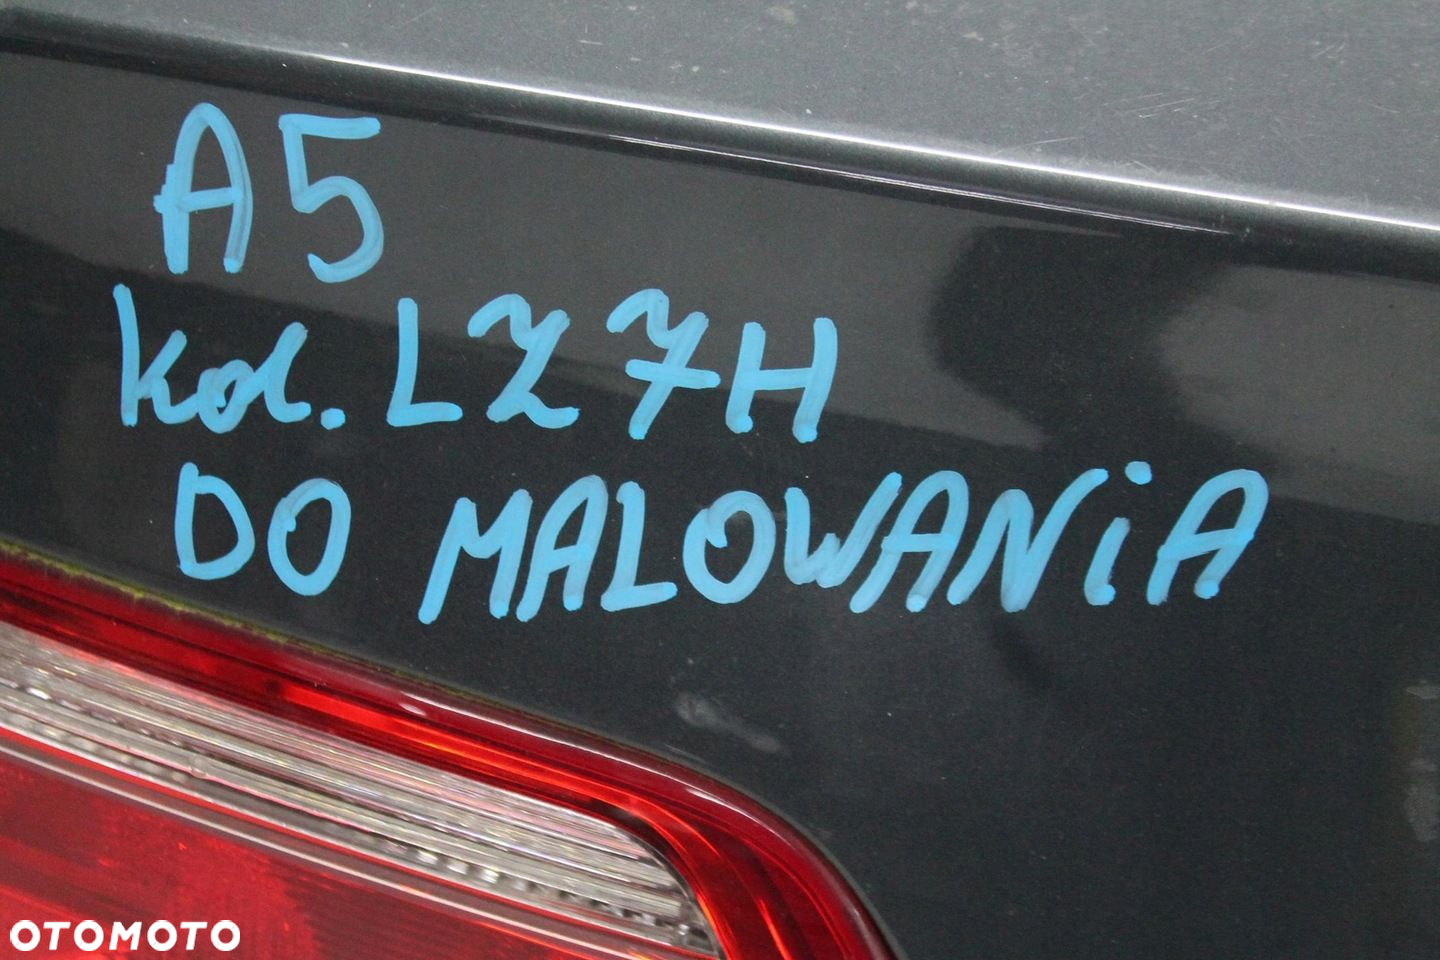 A5
kol. LZ7H
DO MALOWANiA
OTOMOTO